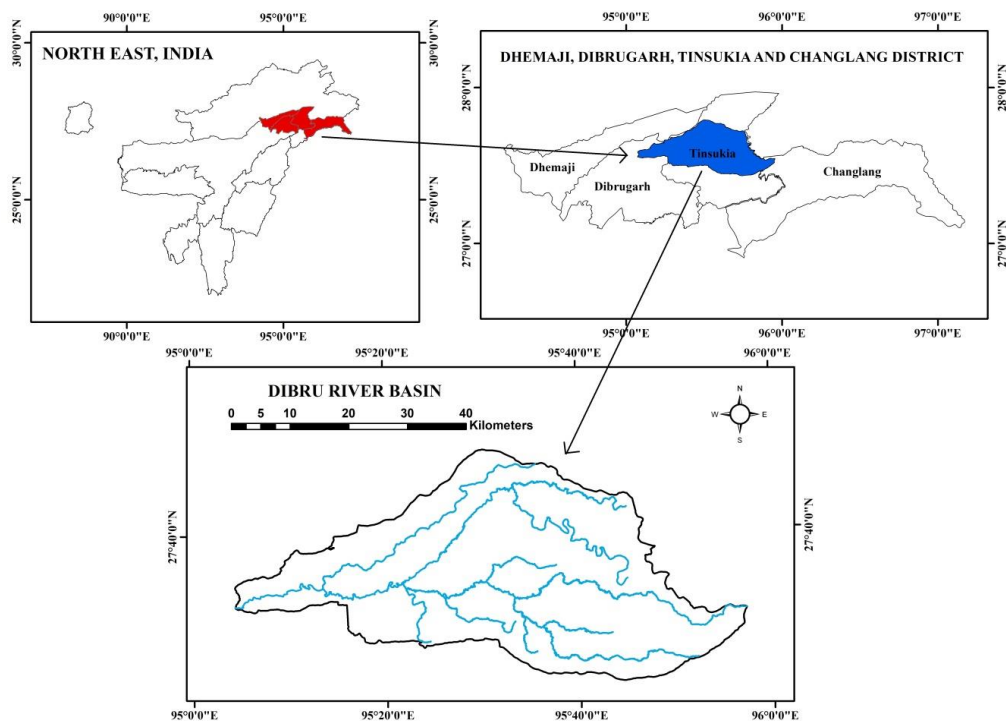 90°0'0"E 95°0'0"E
30°0'0"N
NORTH EAST, INDIA
25°0'0"N
30°0'0"N
25°0'0"N
90°0'0"E 95°0'0"E
95°0'0"E 96°0'0"E 97°0'0"E
DHEMAJI, DIBRUGARH, TINSUKIA AND CHANGLANG DISTRICT
28°0'0"N
27°0'0"N
28°0'0"N
27°0'0"N
Tinsukia
Dhemaji
Changlang
Dibrugarh
95°0'0"E 96°0'0"E 97°0'0"E
95°0'0"E 95°20'0"E 95°40'0"E 96°0'0"E
DIBRU RIVER BASIN
0 5 10 20 30 40
Kilometers
N
W E
S
27°40'0"N
27°40'0"N
95°0'0"E 95°20'0"E 95°40'0"E 96°0'0"E